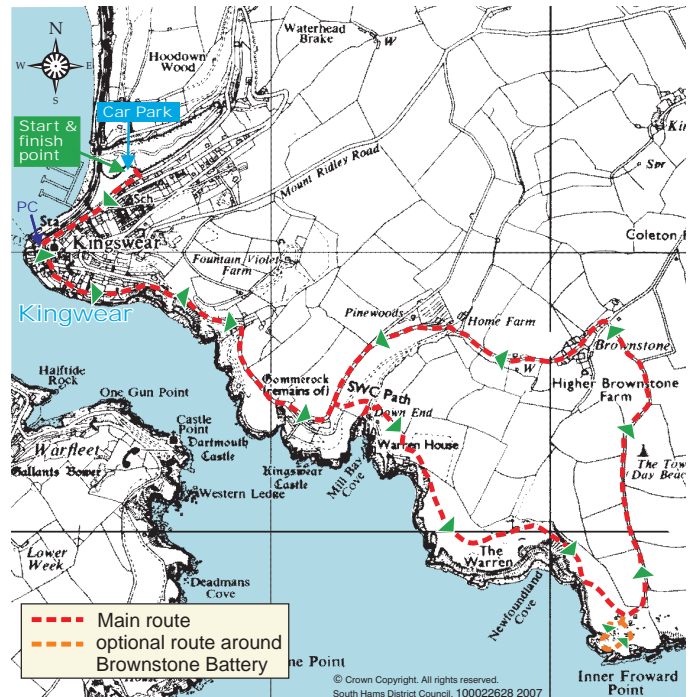 N
W
E
S
Waterhead
Brake
W
Hoodown
Wood
Car Park
Start &
finish
point
Mount Ridley Road
Spr
Sch
PC
Sta
Kingswear
Coleton
Fountain Violet
Farm
Kingwear
Pinewoods
Home Farm
Brownstone
W
Higher Brownstone
Farm
Halftide
Rock
One Gun Point
Gommerock
(remains of)
SWC Path
Down End
Castle
Point
Dartmouth
Castle
Warfleet
Gallants Bower
Warren House
Kingswear
Castle
Mill Bay
Cove
The Tow
Day Beac
Western Ledge
Lower
Week
The
Warren
Deadmans
Cove
Newfoundland
Cove
Main route
optional route around
Brownstone Battery
ne Point
Inner Froward
Point
© Crown Copyright. All rights reserved.
South Hams District Council. 100022628 2007